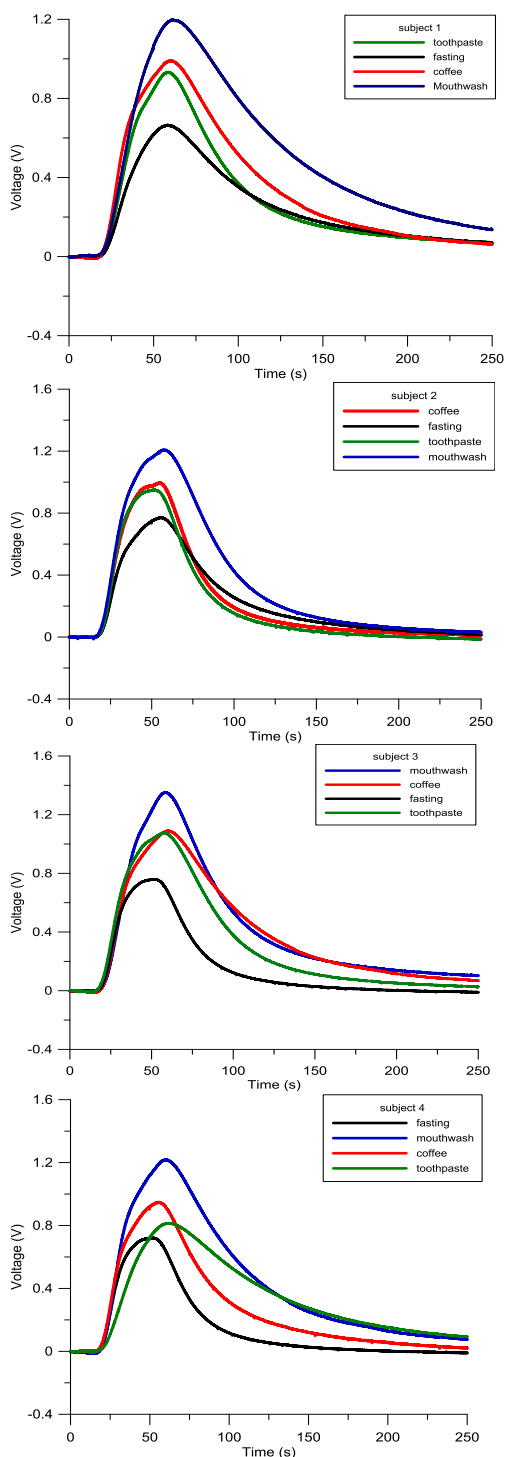 subject 1
toothpaste
fasting
coffee
Mouthwash
1.2
0.8
0.4
0
-0.4
Voltage (V)
0 50 100 150 200 250
Time (s)
subject 2
coffee
fasting
toothpaste
mouthwash
1.6
1.2
0.8
0.4
0
-0.4
Voltage (V)
0 50 100 150 200 250
Time (s)
subject 3
mouthwash
coffee
fasting
toothpaste
1.6
1.2
0.8
0.4
0
-0.4
Voltage (V)
0 50 100 150 200 250
Time (s)
subject 4
fasting
mouthwash
coffee
toothpaste
1.6
1.2
0.8
0.4
0
-0.4
Voltage (V)
0 50 100 150 200 250
Time (s)